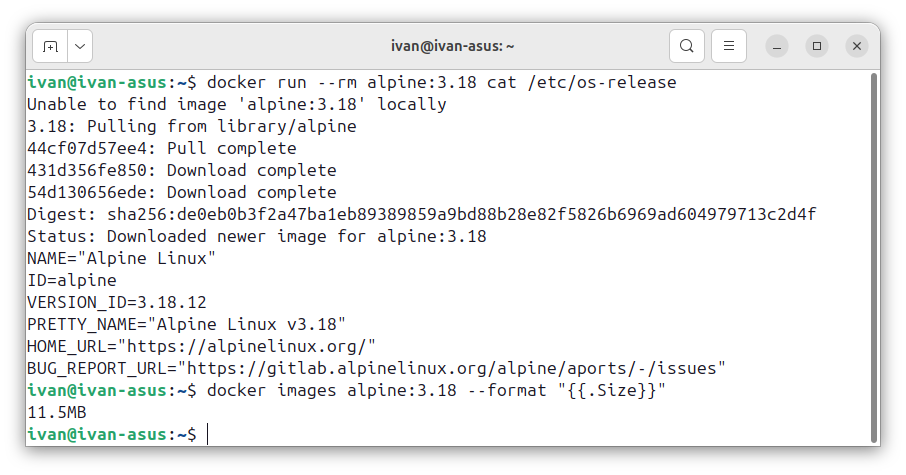 ivan@ivan-asus: ~
ivan@ivan-asus:~$ docker run --rm alpine:3.18 cat /etc/os-release
Unable to find image 'alpine:3.18' locally
3.18: Pulling from library/alpine
44cf07d57ee4: Pull complete
431d356fe850: Download complete
54d130656ede: Download complete
Digest: sha256:de0eb0b3f2a47ba1eb89389859a9bd88b28e82f5826b6969ad604979713c2d4f
Status: Downloaded newer image for alpine:3.18
NAME="Alpine Linux"
ID=alpine
VERSION_ID=3.18.12
PRETTY_NAME="Alpine Linux v3.18"
HOME_URL="https://alpinelinux.org/"
BUG_REPORT_URL="https://gitlab.alpinelinux.org/alpine/aports/-/issues"
ivan@ivan-asus:~$ docker images alpine:3.18 --format "{{.Size}}"
11.5MB
ivan@ivan-asus:~$